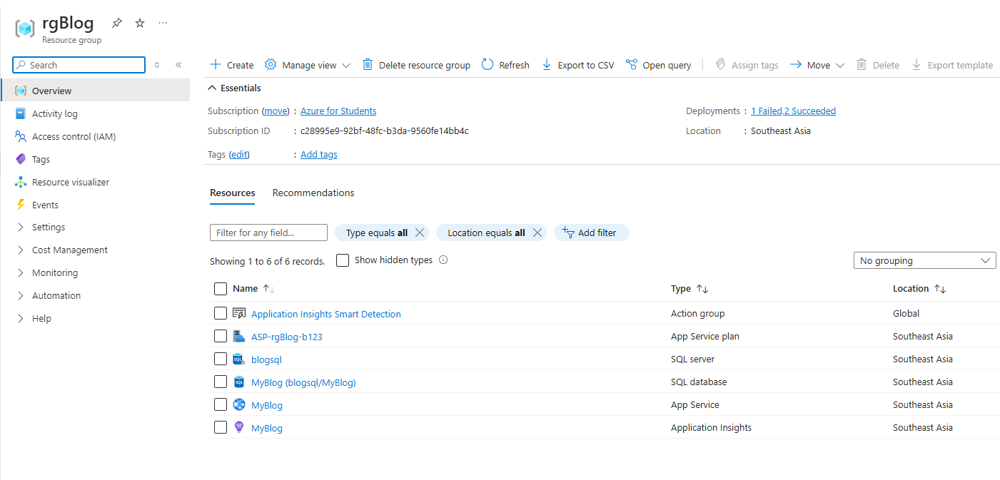 rgBlog
Resource group
Search
Overview
Activity log
Access control (IAM)
Tags
Resource visualizer
Events
Settings
Cost Management
Monitoring
Automation
Help
Create Manage view Delete resource group Refresh Export to CSV Open query Assign tags Move Delete Export template
Essentials
Subscription (move) : Azure for Students Deployments : 1 Failed,2 Succeeded
Subscription ID : c28995e9-92bf-48fc-b3da-9560fe14bb4c Location : Southeast Asia
Tags (edit) : Add tags
Resources Recommendations
Filter for any field... Type equals all Location equals all Add filter
Showing 1 to 6 of 6 records. Show hidden types No grouping
Name Type Location
Application Insights Smart Detection Action group Global
ASP-rgBlog-b123 App Service plan Southeast Asia
blogsql SQL server Southeast Asia
MyBlog (blogsql/MyBlog) SQL database Southeast Asia
MyBlog App Service Southeast Asia
MyBlog Application Insights Southeast Asia